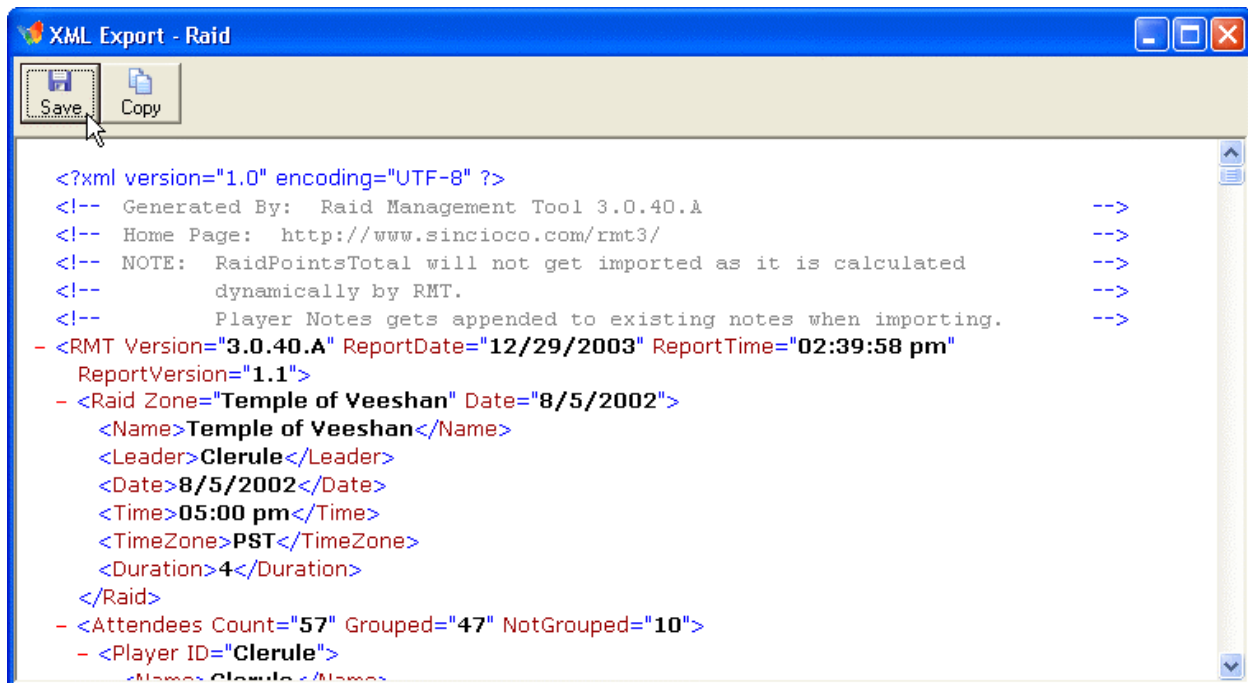 XML Export - Raid
Save Copy
<?xml version="1.0" encoding="UTF-8" ?>
<!-- Generated By: Raid Management Tool 3.0.40.A -->
<!-- Home Page: http://www.sincioco.com/rmt3/ -->
<!-- NOTE: RaidPointsTotal will not get imported as it is calculated -->
<!-- dynamically by RMT. -->
<!-- Player Notes gets appended to existing notes when importing. -->
- <RMT Version="3.0.40.A" ReportDate="12/29/2003" ReportTime="02:39:58 pm"
ReportVersion="1.1">
- <Raid Zone="Temple of Veeshan" Date="8/5/2002">
<Name>Temple of Veeshan</Name>
<Leader>Clerule</Leader>
<Date>8/5/2002</Date>
<Time>05:00 pm</Time>
<TimeZone>PST</TimeZone>
<Duration>4</Duration>
</Raid>
- <Attendees Count="57" Grouped="47" NotGrouped="10">
- <Player ID="Clerule">
<Name>Clerule</Name>